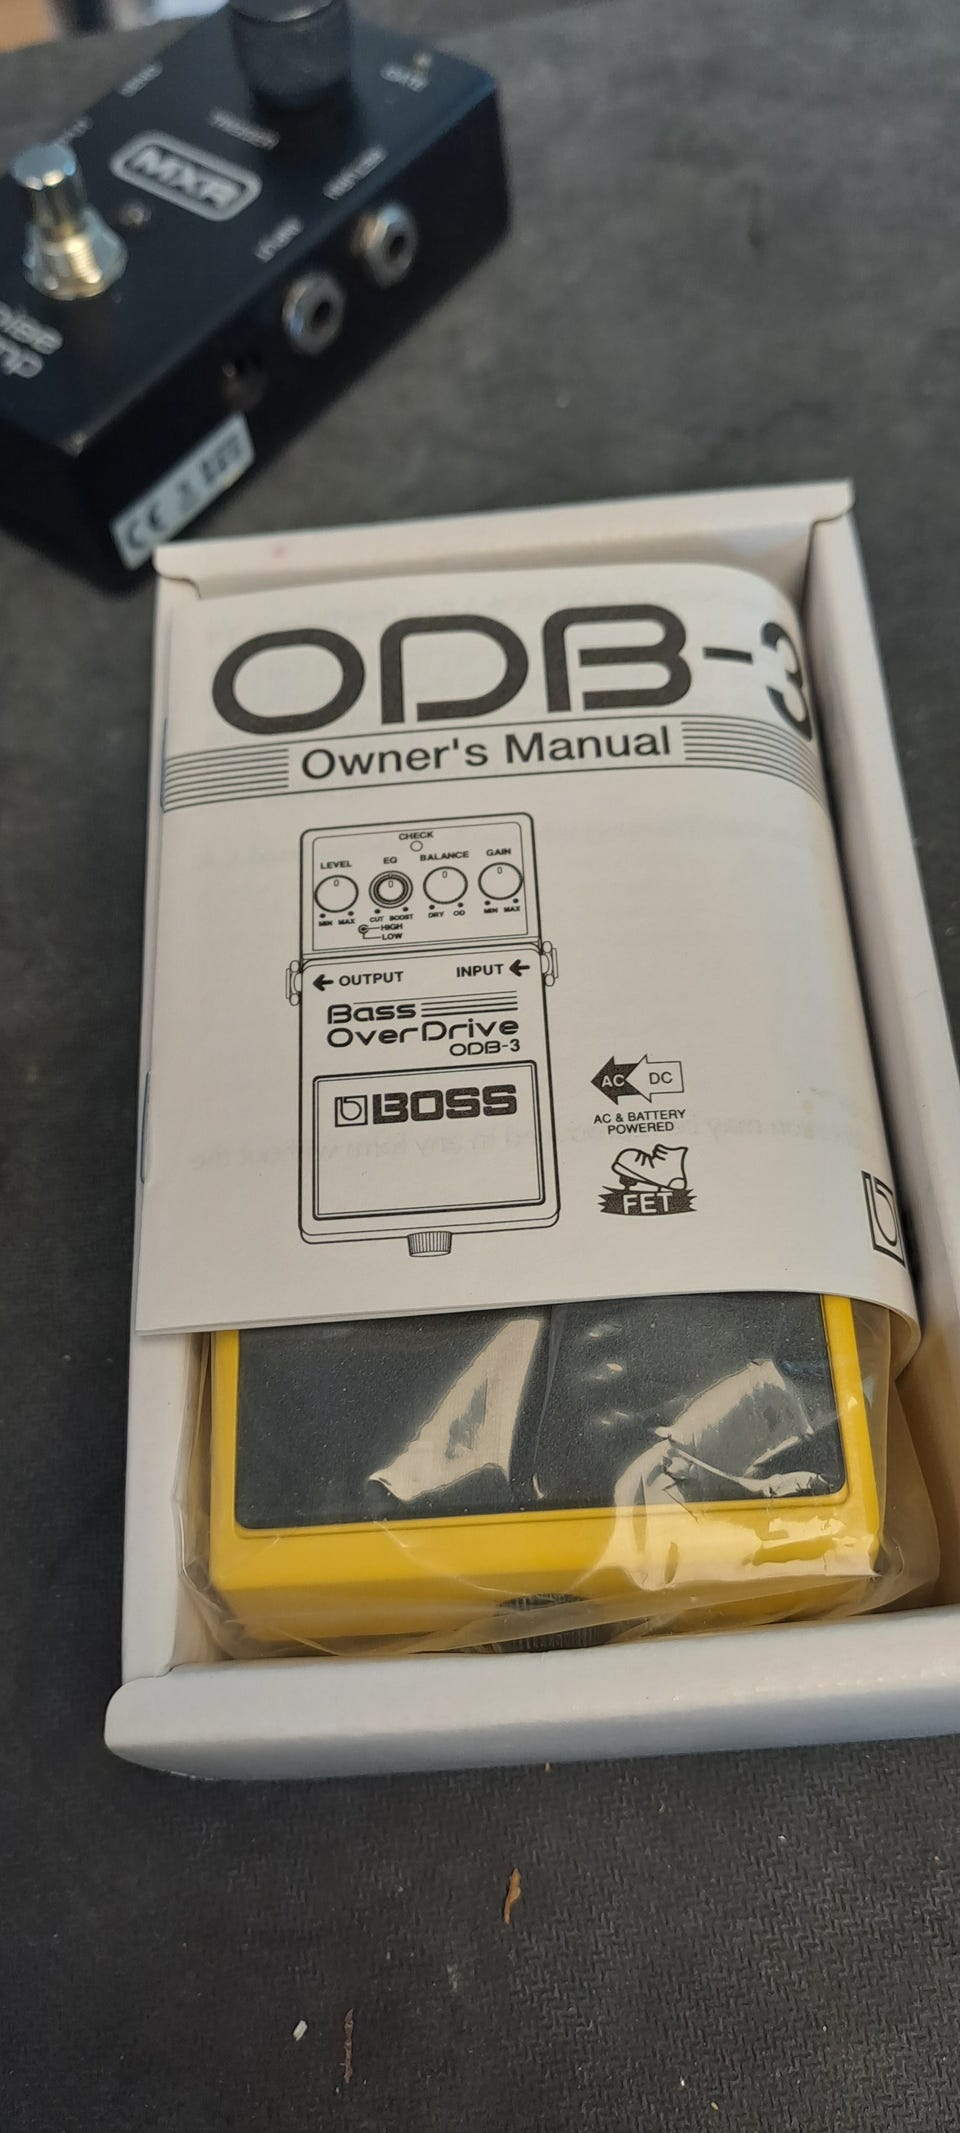 MXR
CE
ODB-3
Owner's Manual
CHECK
LEVEL EQ BALANCE GAIN
MIN MAX CUT BOOST DRY OD MIN MAX
HIGH
LOW
OUTPUT INPUT
Bass
OverDrive
ODB-3
BOSS
AC DC
AC & BATTERY
POWERED
FET